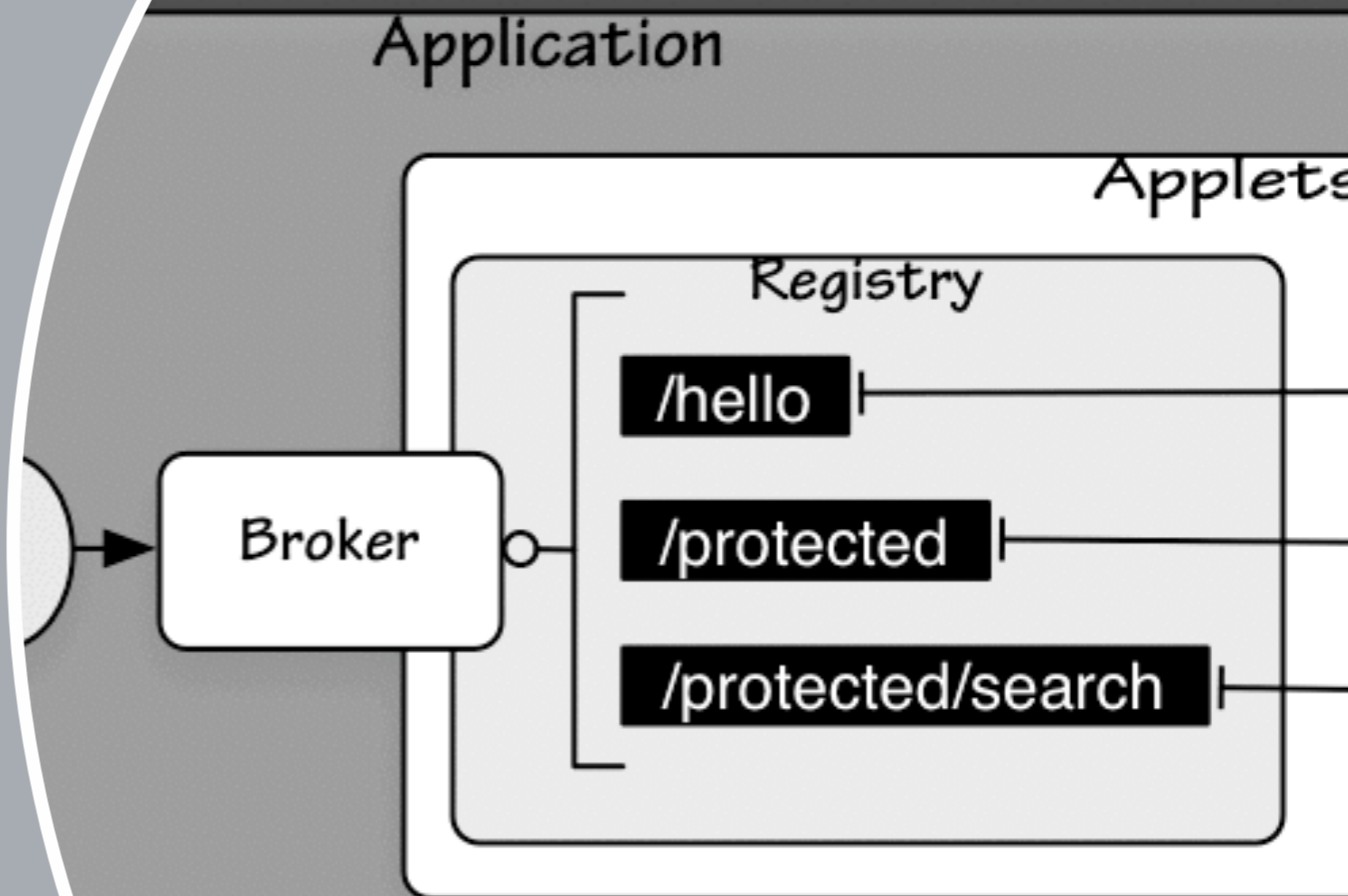 Application
Applets
Registry
/hello
/protected
Broker
/protected/search